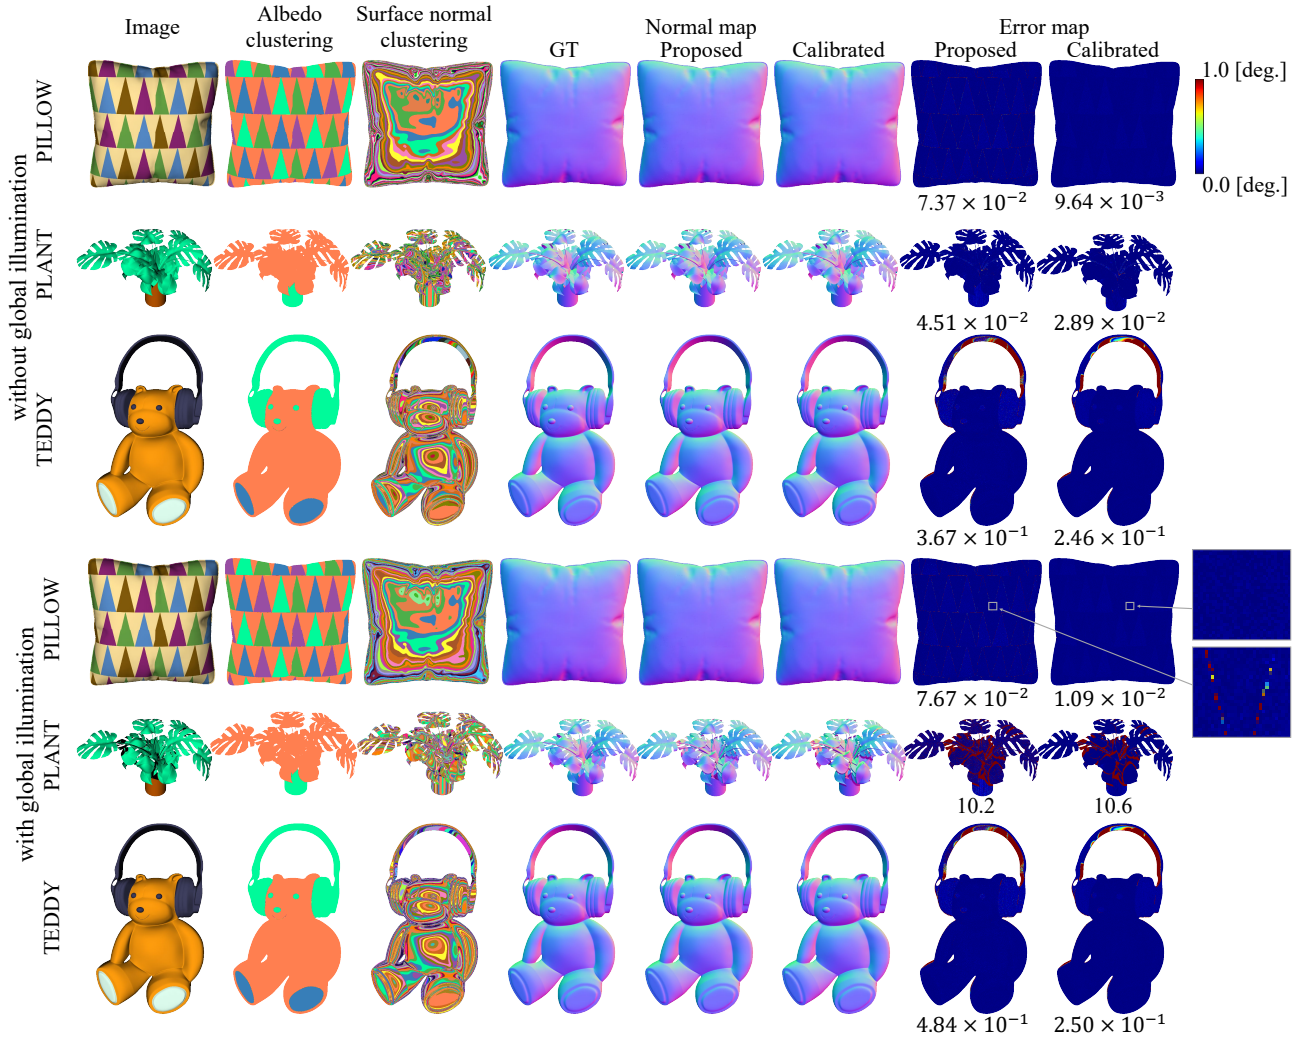 Image
Albedo
clustering
Surface normal
clustering
Normal map
GT
Proposed
Calibrated
Error map
Proposed
Calibrated
1.0 [deg.]
0.0 [deg.]
without global illumination
PILLOW
7.37 × 10⁻²
9.64 × 10⁻³
PLANT
4.51 × 10⁻²
2.89 × 10⁻²
TEDDY
3.67 × 10⁻¹
2.46 × 10⁻¹
with global illumination
PILLOW
7.67 × 10⁻²
1.09 × 10⁻²
PLANT
10.2
10.6
TEDDY
4.84 × 10⁻¹
2.50 × 10⁻¹